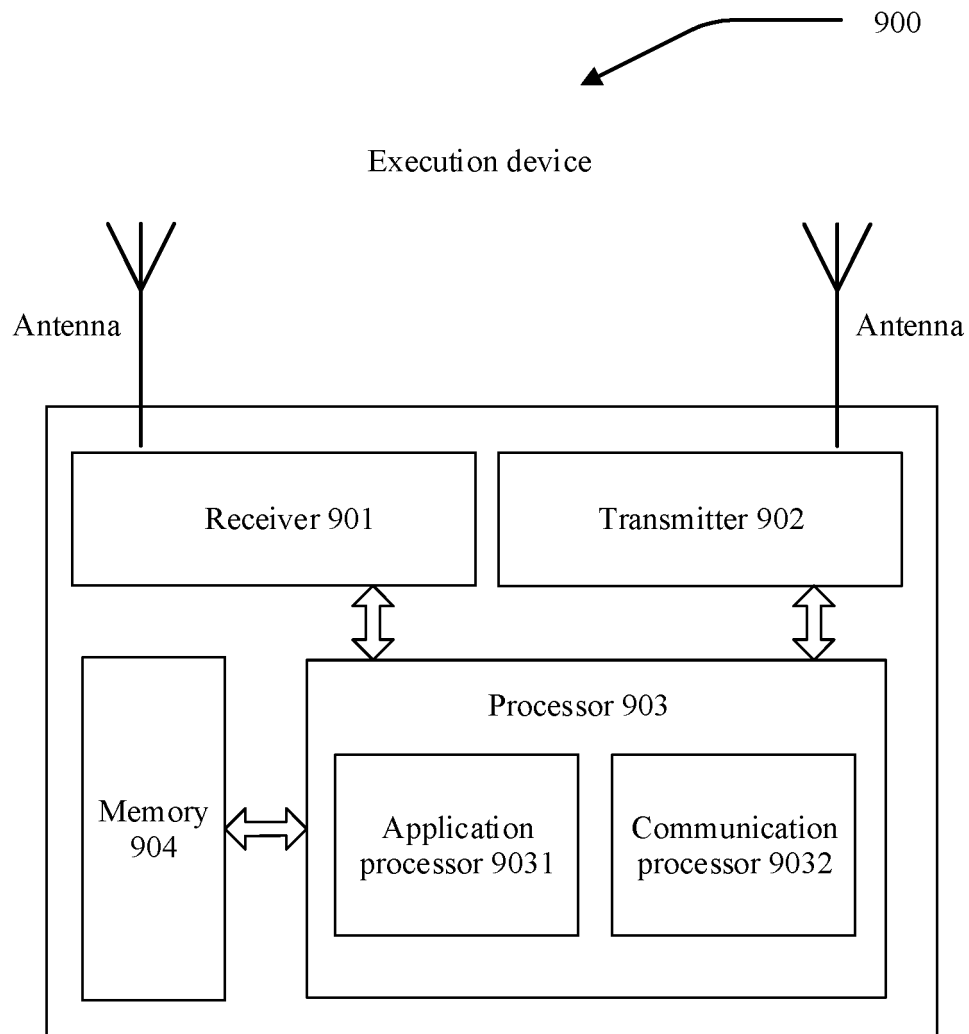 900
Execution device
Antenna
Antenna
Receiver 901
Transmitter 902
Processor 903
Memory
904
Application
processor 9031
Communication
processor 9032